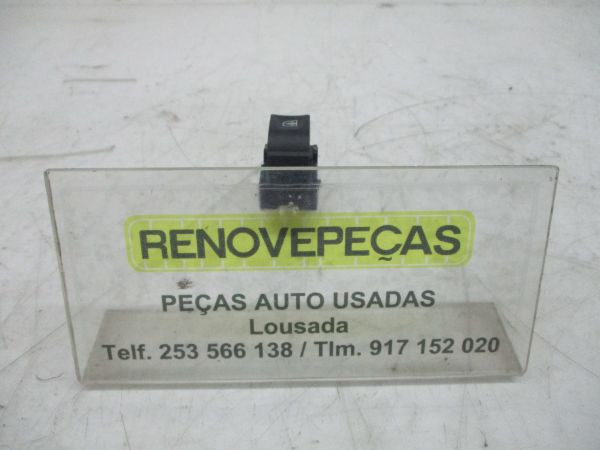 RENOVEPEÇAS
PEÇAS AUTO USADAS
Lousada
Telf. 253 566 138 / Tlm. 917 152 020